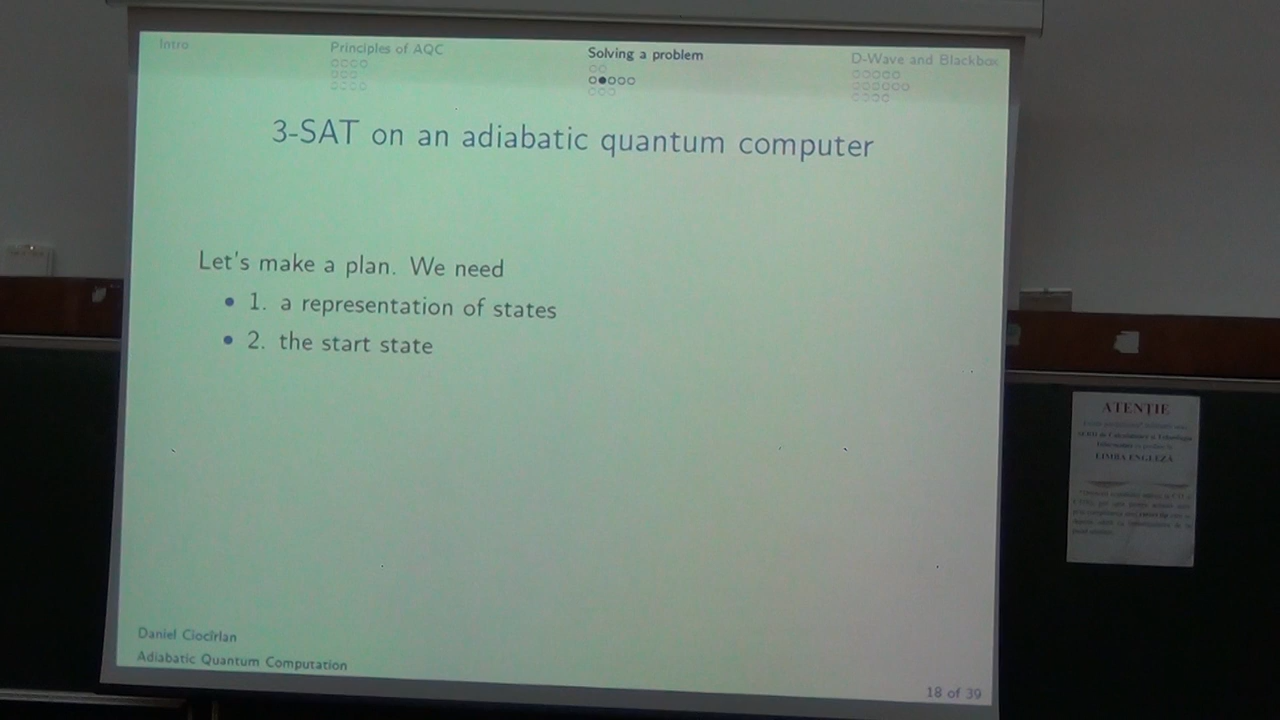 Intro
Principles of AQC
Solving a problem
D-Wave and Blackbox
3-SAT on an adiabatic quantum computer
Let's make a plan. We need
• 1. a representation of states
• 2. the start state
Daniel Ciocîrlan
Adiabatic Quantum Computation
18 of 39
ATENȚIE
LIMBA ENGLEZĂ